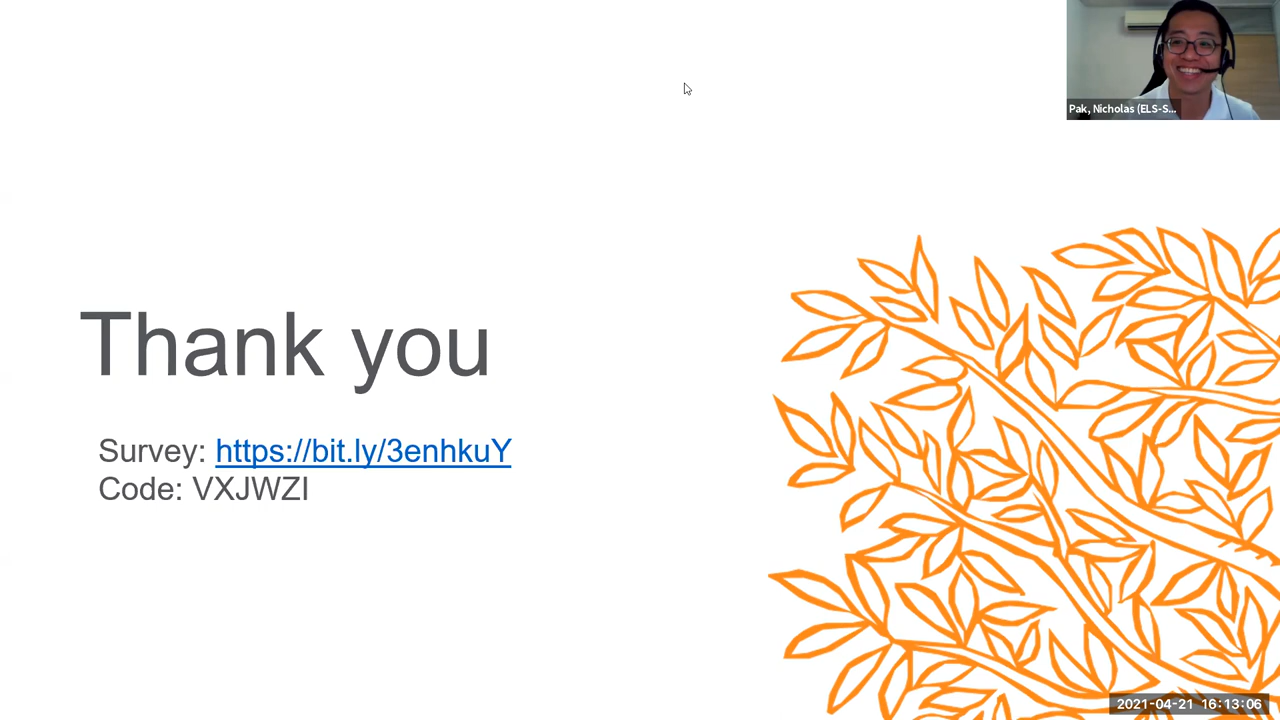 Pak, Nicholas (ELS-S...
Thank you
Survey: https://bit.ly/3enhkuY
Code: VXJWZI
2021-04-21 16:13:06